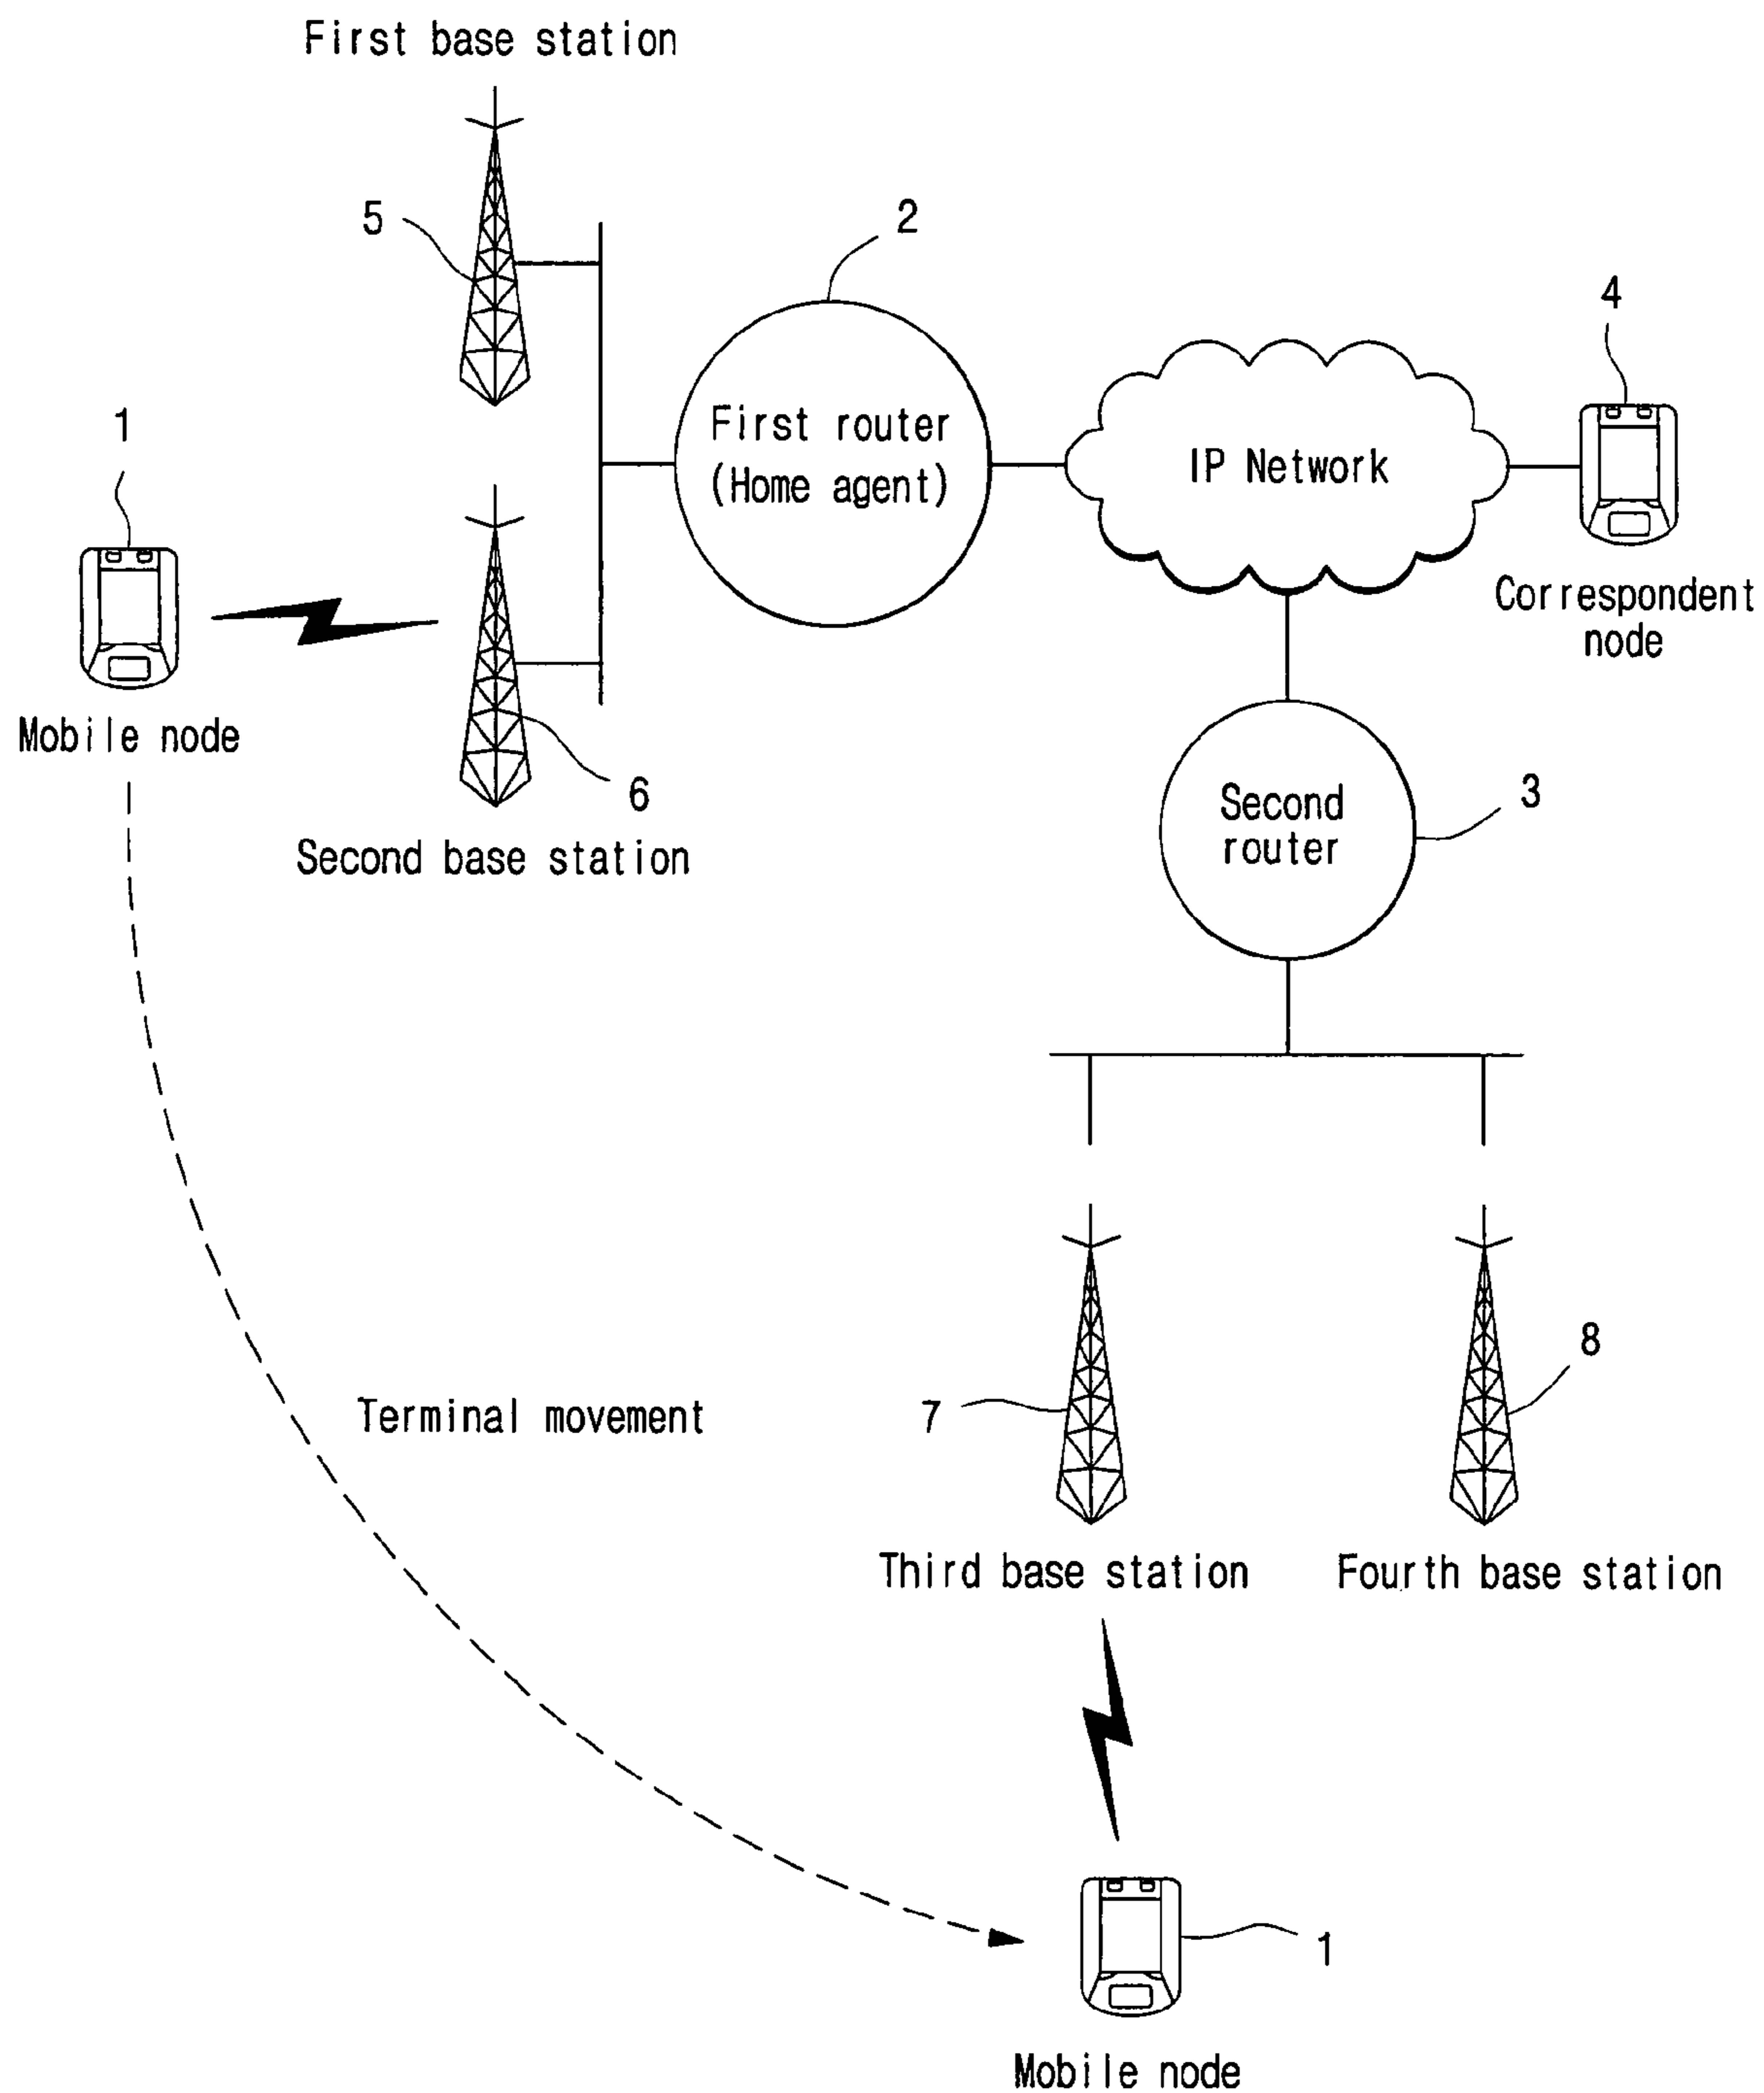 First base station
5
2
4
1
First router
(Home agent)
IP Network
Correspondent
node
Mobile node
6
Second base station
Second
router
3
8
7
Terminal movement
Third base station
Fourth base station
1
Mobile node